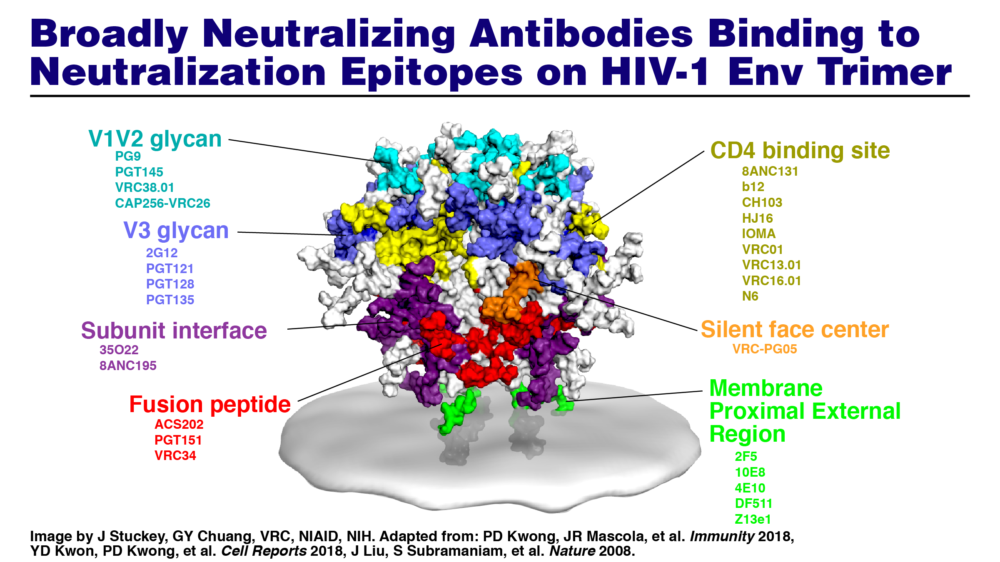 Broadly Neutralizing Antibodies Binding to
Neutralization Epitopes on HIV-1 Env Trimer
V1V2 glycan
PG9
PGT145
VRC38.01
CAP256-VRC26
V3 glycan
2G12
PGT121
PGT128
PGT135
Subunit interface
35O22
8ANC195
Fusion peptide
ACS202
PGT151
VRC34
CD4 binding site
8ANC131
b12
CH103
HJ16
IOMA
VRC01
VRC13.01
VRC16.01
N6
Silent face center
VRC-PG05
Membrane
Proximal External
Region
2F5
10E8
4E10
DF511
Z13e1
Image by J Stuckey, GY Chuang, VRC, NIAID, NIH. Adapted from: PD Kwong, JR Mascola, et al. Immunity 2018,
YD Kwon, PD Kwong, et al. Cell Reports 2018, J Liu, S Subramaniam, et al. Nature 2008.